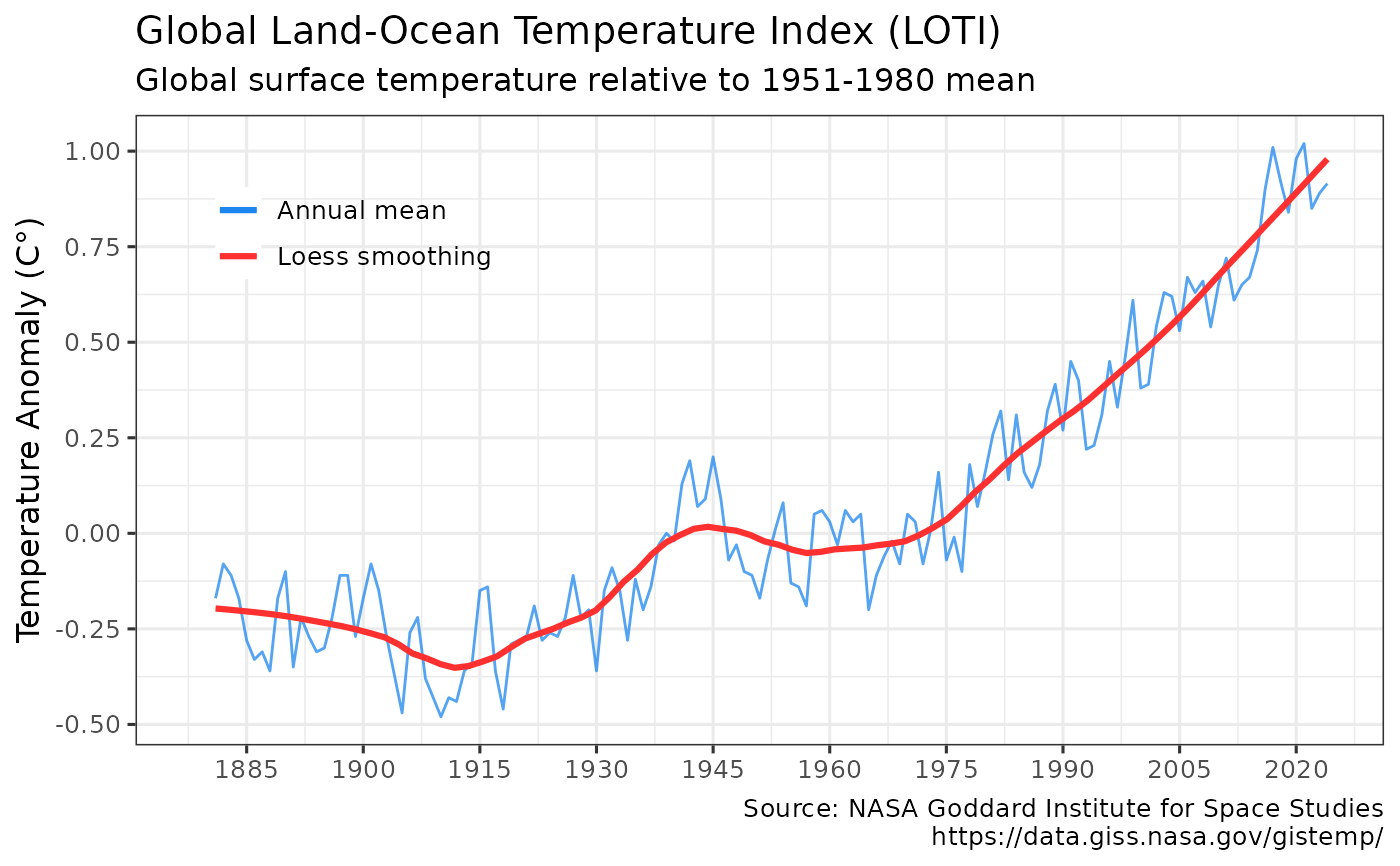 Global Land-Ocean Temperature Index (LOTI)
Global surface temperature relative to 1951-1980 mean
Temperature Anomaly (C°)
1.00
0.75
0.50
0.25
0.00
-0.25
-0.50
Annual mean
Loess smoothing
1885 1900 1915 1930 1945 1960 1975 1990 2005 2020
Source: NASA Goddard Institute for Space Studies
https://data.giss.nasa.gov/gistemp/